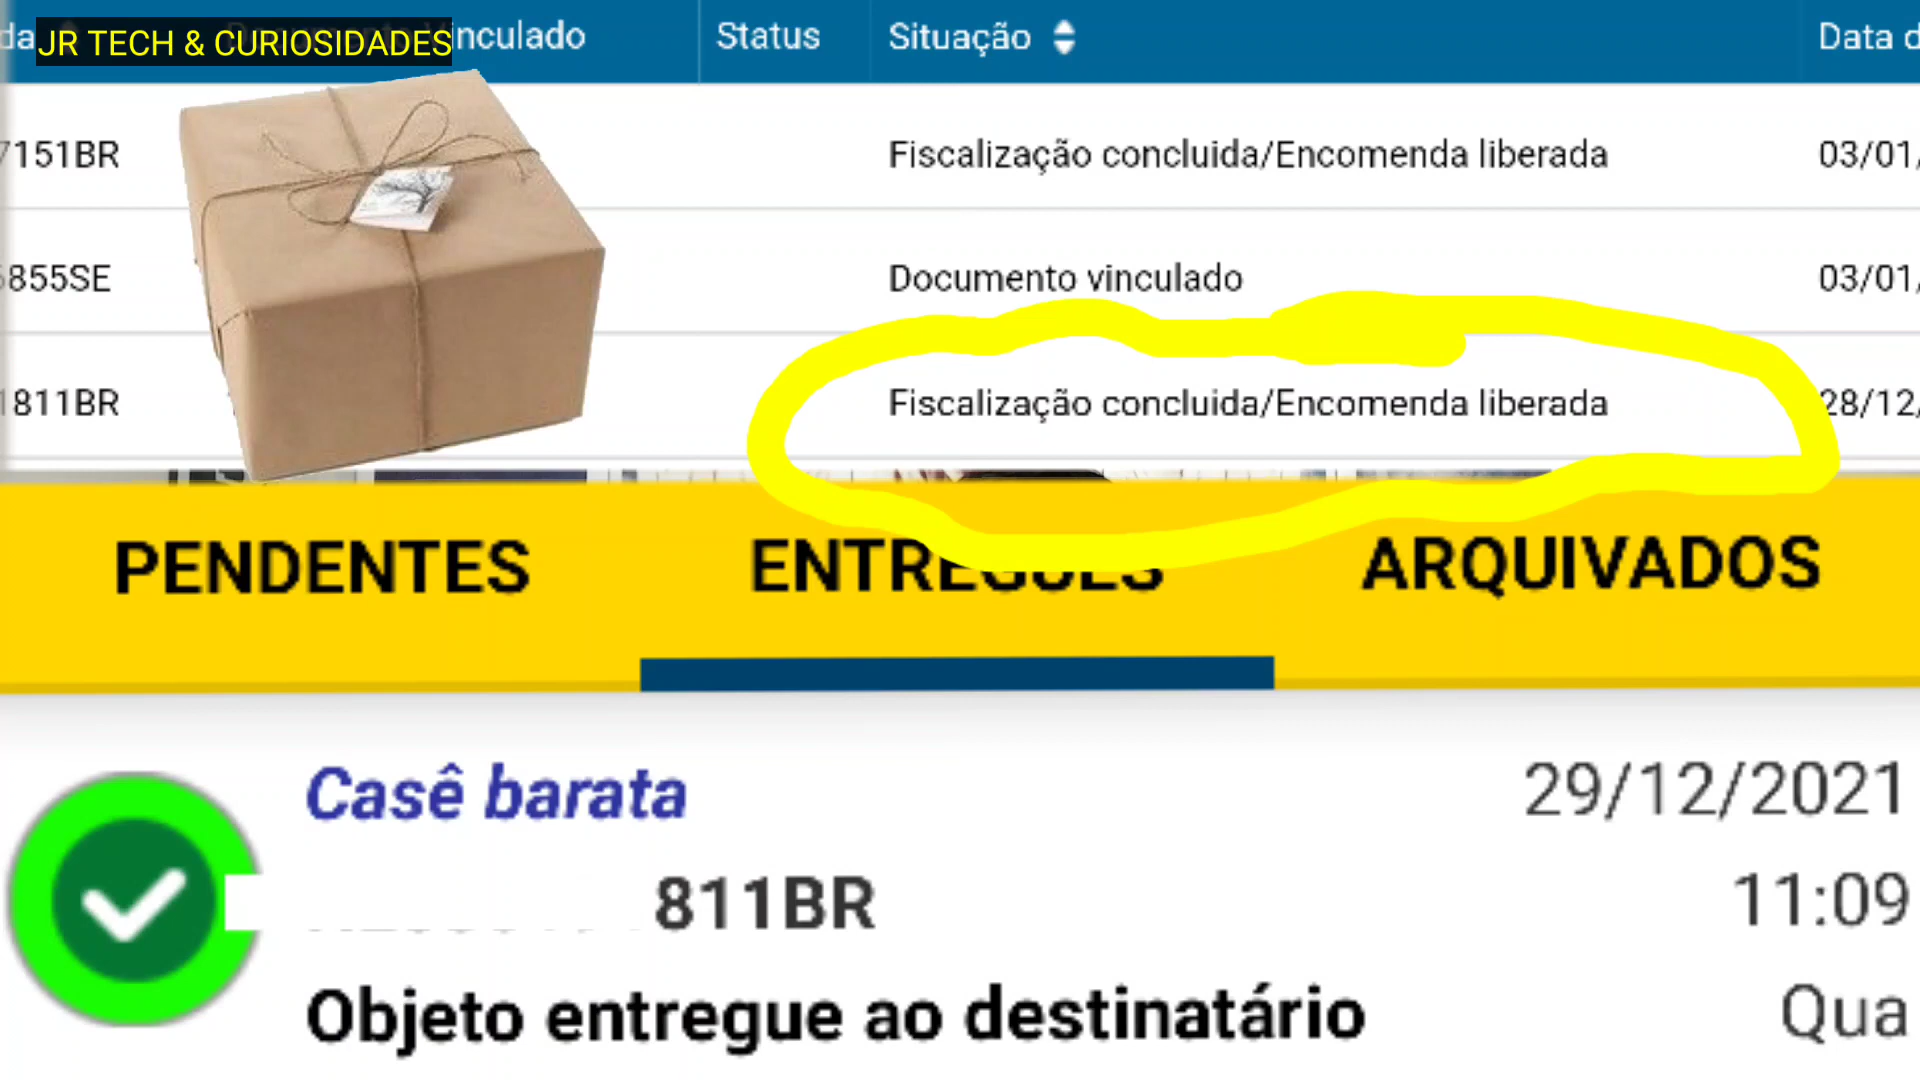 JR TECH & CURIOSIDADES
nculado
Status
Situação
Data d
7151BR
Fiscalização concluida/Encomenda liberada
03/01/
855SE
Documento vinculado
03/01/
1811BR
Fiscalização concluida/Encomenda liberada
28/12/
PENDENTES
ENTREGUES
ARQUIVADOS
Casê barata
29/12/2021
811BR
11:09
Objeto entregue ao destinatário
Qua